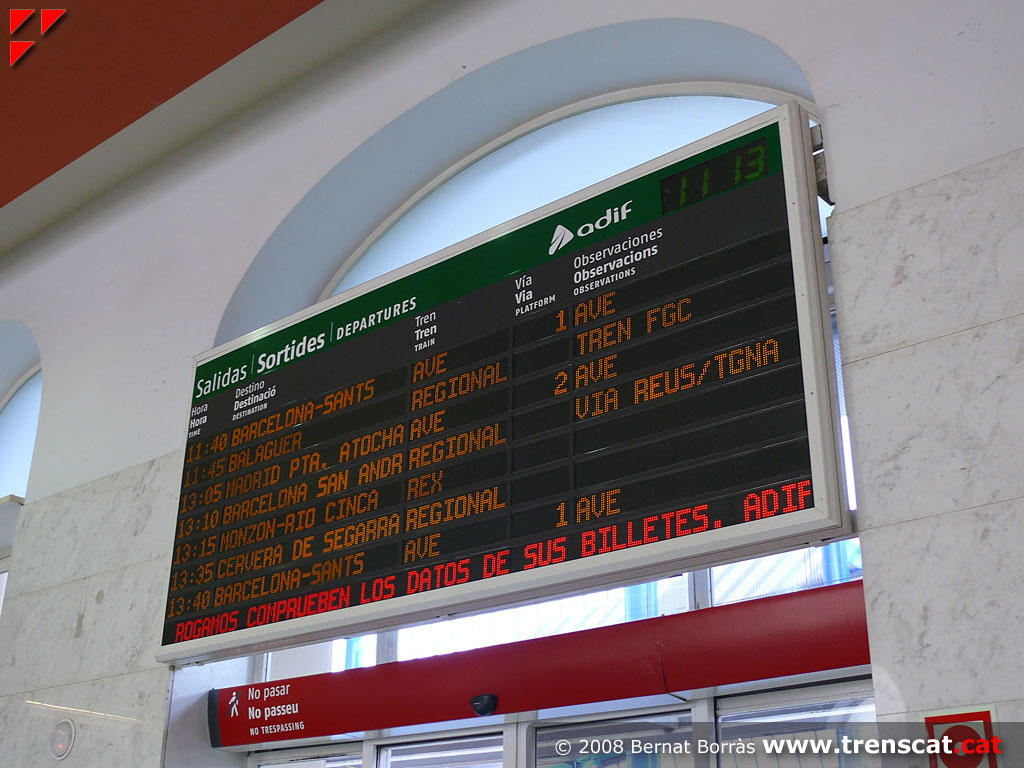 11 13
adif
Salidas | Sortides | DEPARTURES
Hora
Hora
TIME
Destino
Destinació
DESTINATION
Tren
Tren
TRAIN
Vía
Via
PLATFORM
Observaciones
Observacions
OBSERVATIONS
11:40 BARCELONA-SANTS AVE 1 AVE
11:45 BALAGUER REGIONAL TREN FGC
13:05 MADRID PTA. ATOCHA AVE 2 AVE
13:10 BARCELONA SAN ANDR REGIONAL VIA REUS/TGNA
13:15 MONZON-RIO CINCA REX
13:35 CERVERA DE SEGARRA REGIONAL
13:40 BARCELONA-SANTS AVE 1 AVE
ROGAMOS COMPRUEBEN LOS DATOS DE SUS BILLETES. ADIF
No pasar
No passeu
NO TRESPASSING
© 2008 Bernat Borràs www.trenscat.cat